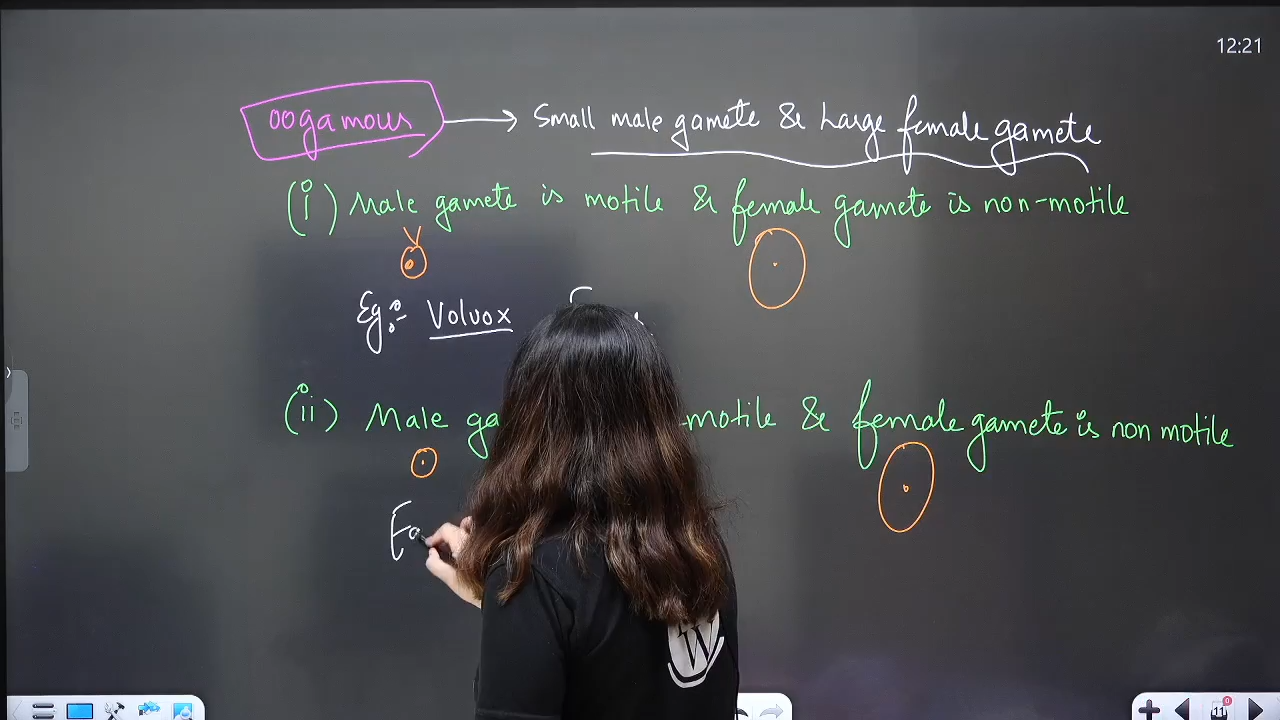 12:21
oogamous → Small male gamete & Large female gamete
(i) Male gamete is motile & female gamete is non-motile
Eg:- Volvox
(ii) Male ga motile & female gamete is non motile
Eg
W